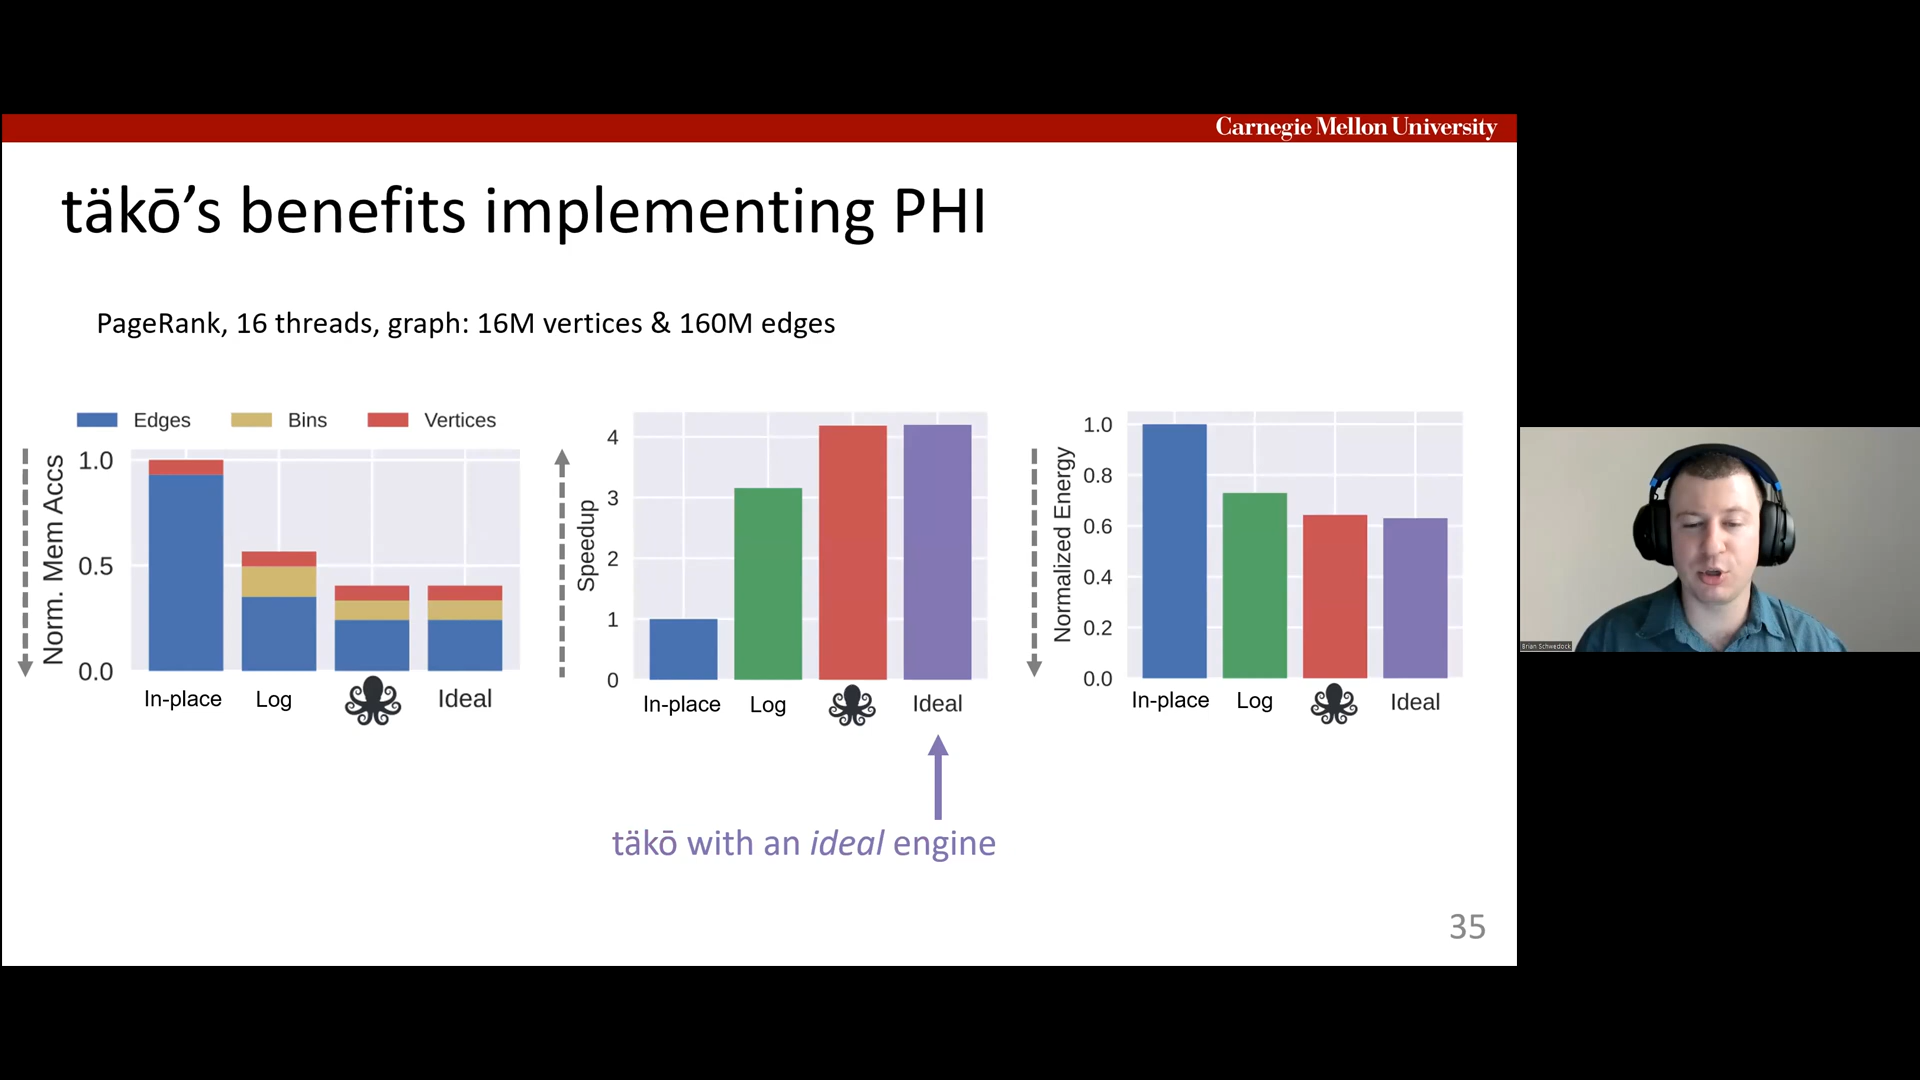 Carnegie Mellon University
täkō’s benefits implementing PHI
PageRank, 16 threads, graph: 16M vertices & 160M edges
Edges Bins Vertices
Norm. Mem Accs
1.0
0.5
0.0
In-place Log Ideal
Speedup
4
3
2
1
0
In-place Log Ideal
Normalized Energy
1.0
0.8
0.6
0.4
0.2
0.0
In-place Log Ideal
täkō with an ideal engine
35
Brian Schwedock